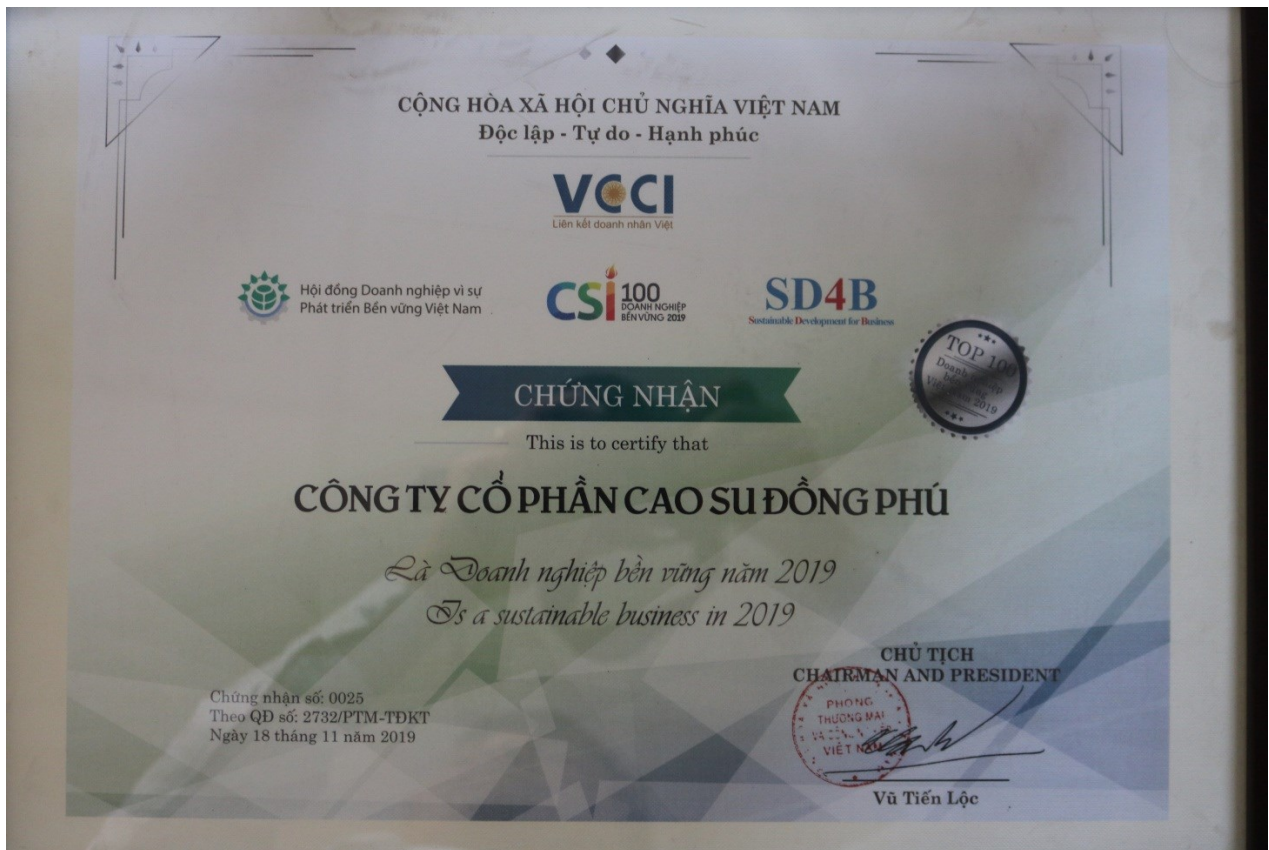 CỘNG HÒA XÃ HỘI CHỦ NGHĨA VIỆT NAM
Độc lập - Tự do - Hạnh phúc
VCCI
Liên kết doanh nhân Việt
Hội đồng Doanh nghiệp vì sự
Phát triển Bền vững Việt Nam
CSi 100
DOANH NGHIỆP
BỀN VỮNG 2019
SD4B
Sustainable Development for Business
TOP 100
Doanh
2019
CHỨNG NHẬN
This is to certify that
CÔNG TY CỔ PHẦN CAO SU ĐỒNG PHÚ
Là Doanh nghiệp bền vững năm 2019
Is a sustainable business in 2019
CHỦ TỊCH
CHAIRMAN AND PRESIDENT
Chứng nhận số: 0025
Theo QĐ số: 2732/PTM-TĐKT
Ngày 18 tháng 11 năm 2019
PHÒNG
THƯƠNG MẠI
VIỆT NAM
Vũ Tiến Lộc